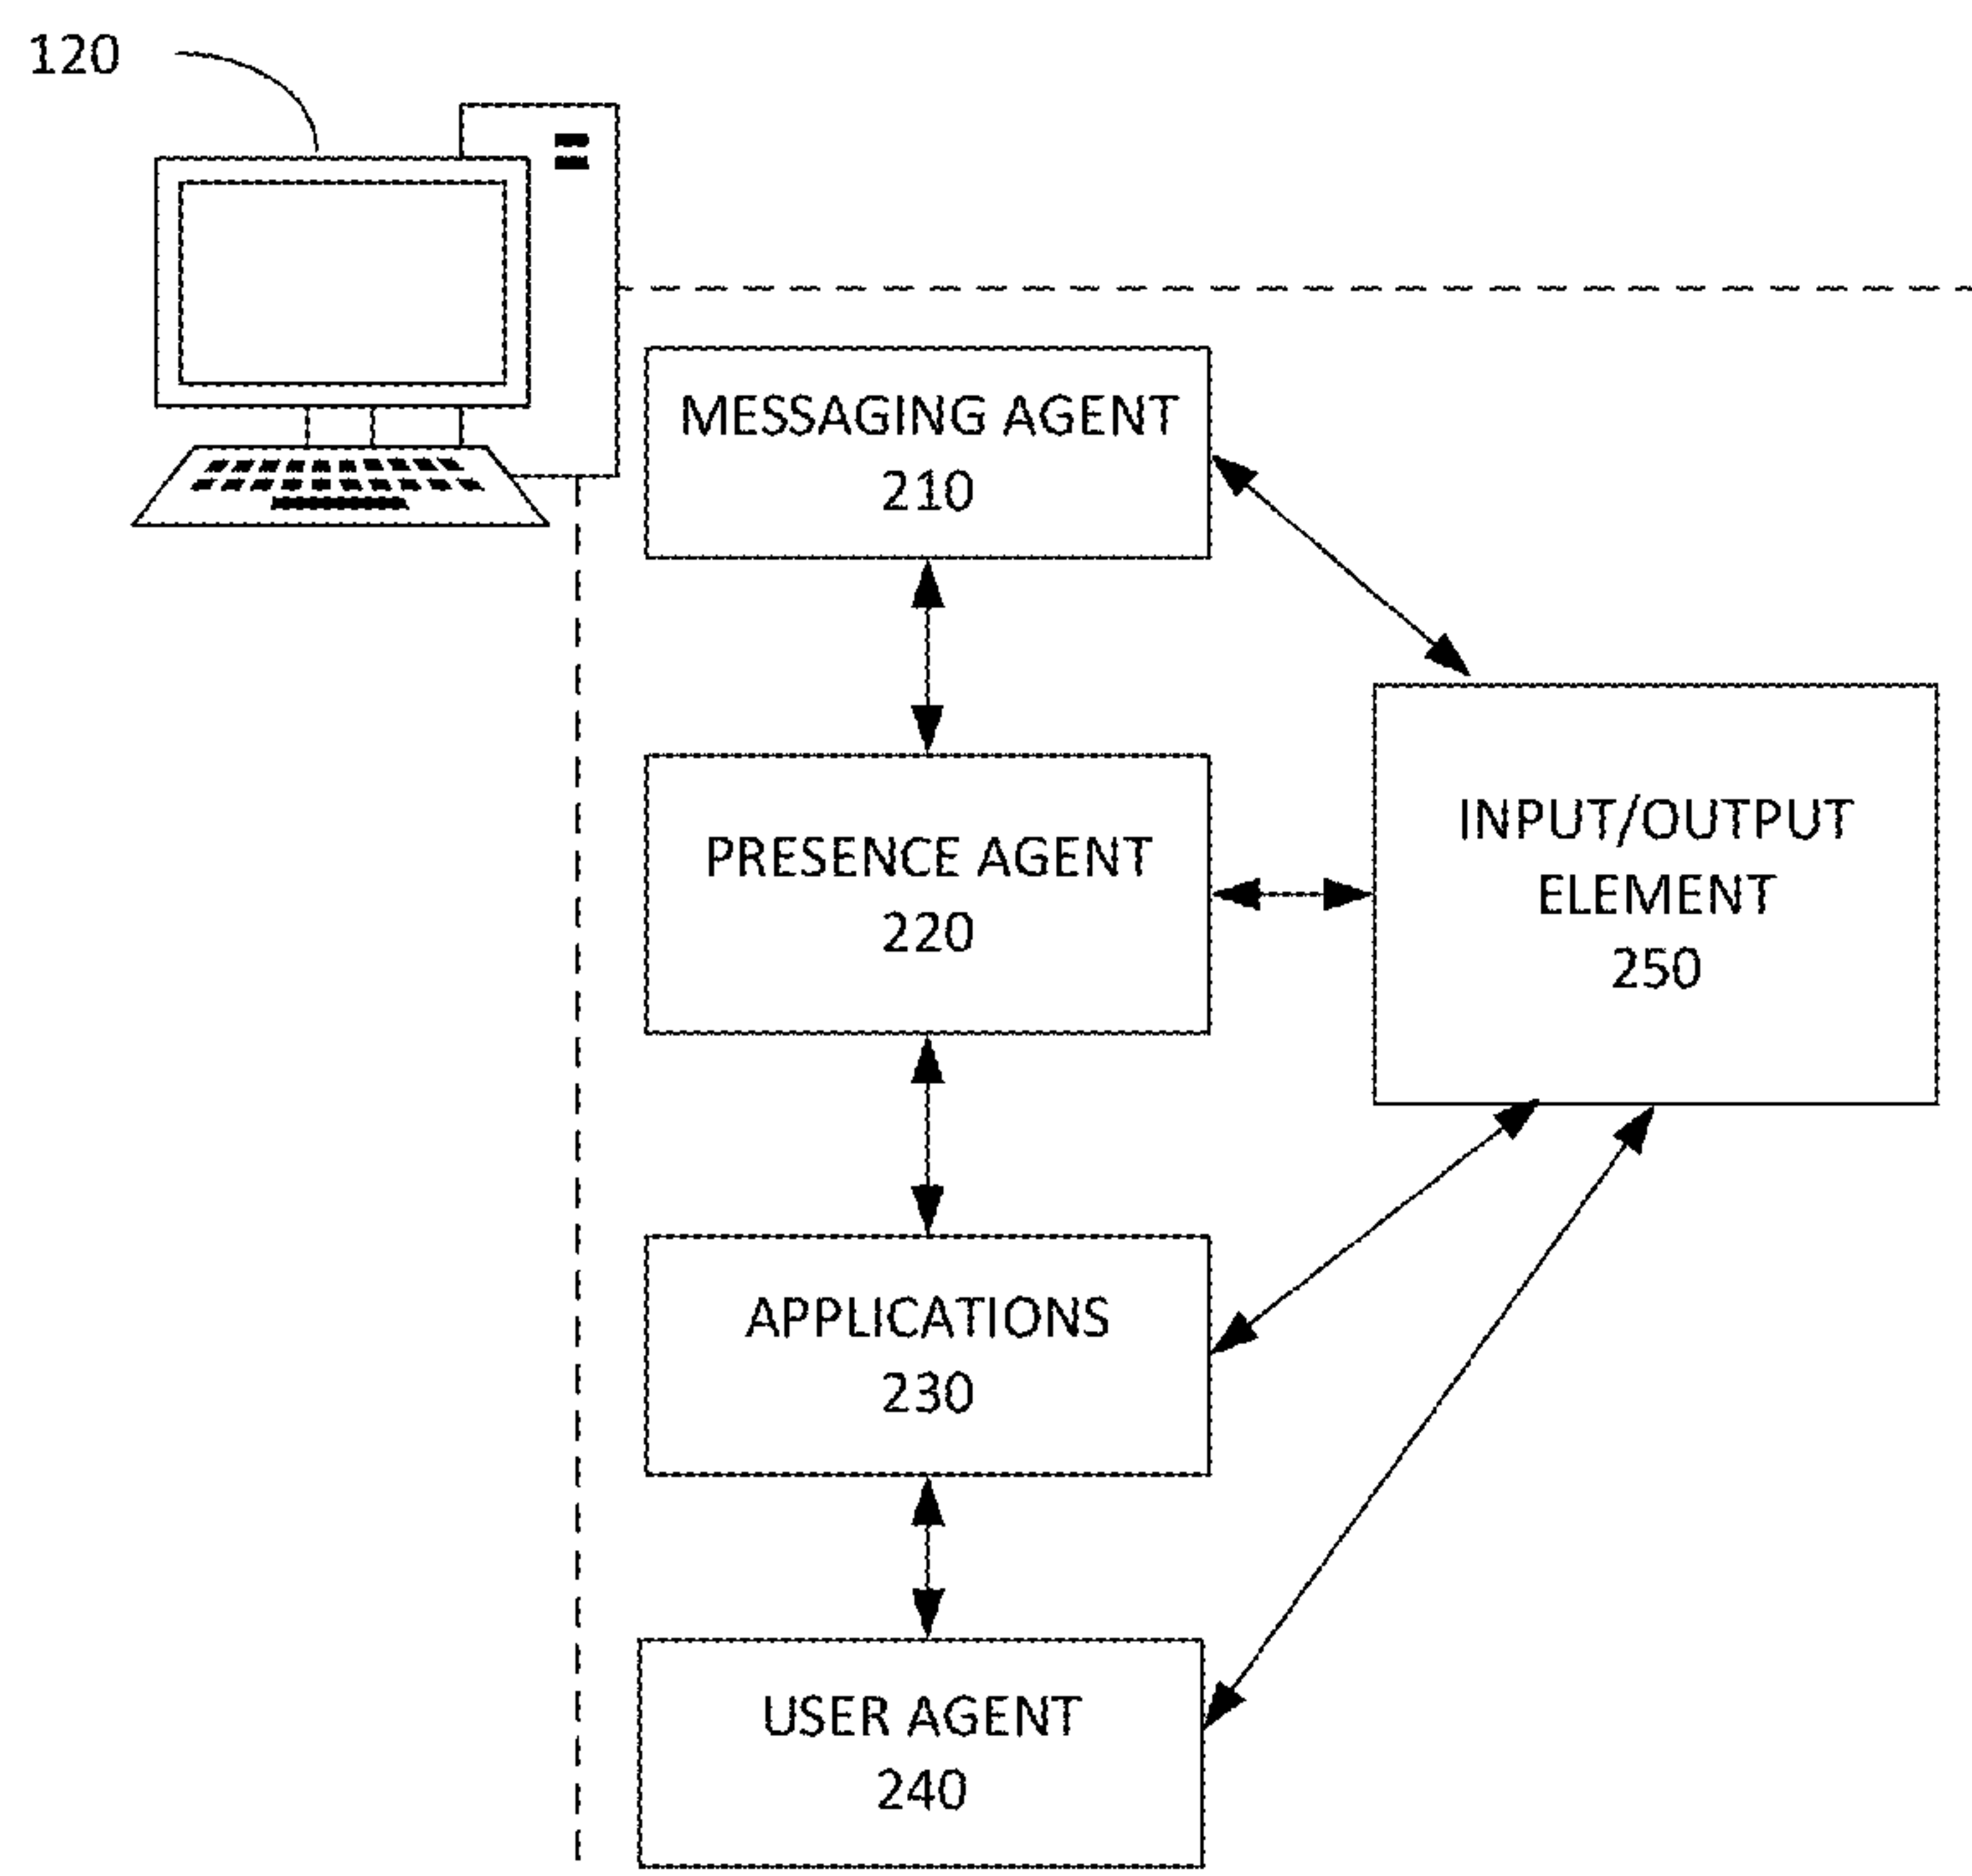 120
MESSAGING AGENT
210
PRESENCE AGENT
220
INPUT/OUTPUT
ELEMENT
250
APPLICATIONS
230
USER AGENT
240